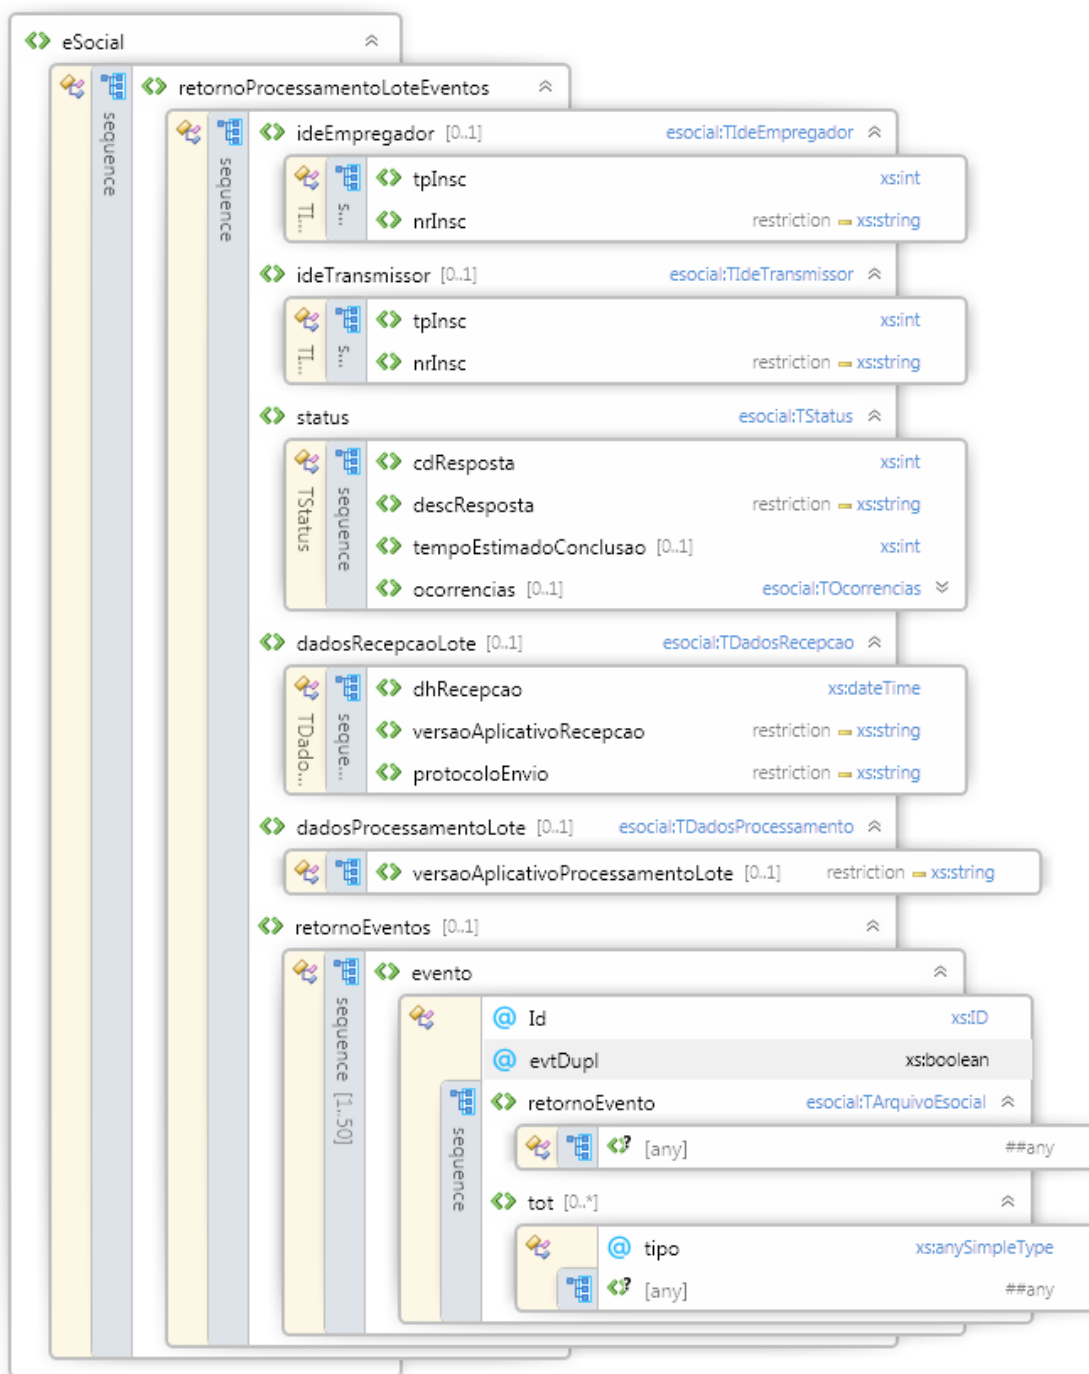 eSocial
sequence
retornoProcessamentoLoteEventos
sequence
ideEmpregador [0..1] esocial:TIdeEmpregador
TI... s...
tpInsc xs:int
nrInsc restriction xs:string
ideTransmissor [0..1] esocial:TIdeTransmissor
TI... s...
tpInsc xs:int
nrInsc restriction xs:string
status esocial:TStatus
TStatus sequence
cdResposta xs:int
descResposta restriction xs:string
tempoEstimadoConclusao [0..1] xs:int
ocorrencias [0..1] esocial:TOcorrencias
dadosRecepcaoLote [0..1] esocial:TDadosRecepcao
TDado... seque...
dhRecepcao xs:dateTime
versaoAplicativoRecepcao restriction xs:string
protocoloEnvio restriction xs:string
dadosProcessamentoLote [0..1] esocial:TDadosProcessamento
versaoAplicativoProcessamentoLote [0..1] restriction xs:string
retornoEventos [0..1]
sequence [1..50]
evento
@ Id xs:ID
@ evtDupl xs:boolean
sequence
retornoEvento esocial:TArquivoEsocial
[any] ##any
tot [0..*]
@ tipo xs:anySimpleType
[any] ##any